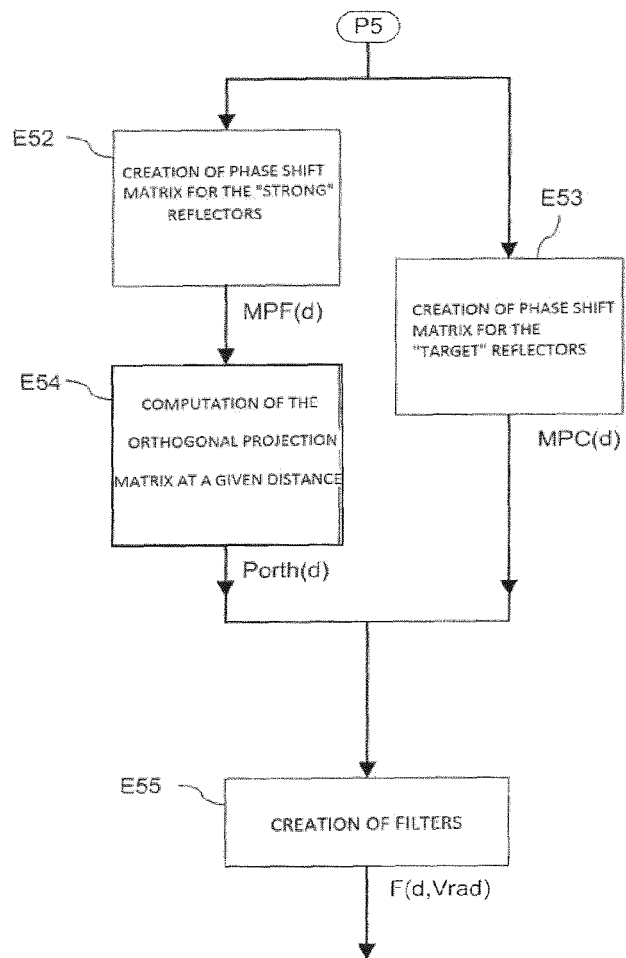 P5
E52
CREATION OF PHASE SHIFT
MATRIX FOR THE "STRONG"
REFLECTORS
E53
MPF(d)
CREATION OF PHASE SHIFT
MATRIX FOR THE
"TARGET" REFLECTORS
E54
COMPUTATION OF THE
ORTHOGONAL PROJECTION
MATRIX AT A GIVEN DISTANCE
MPC(d)
Porth(d)
E55
CREATION OF FILTERS
F(d,Vrad)